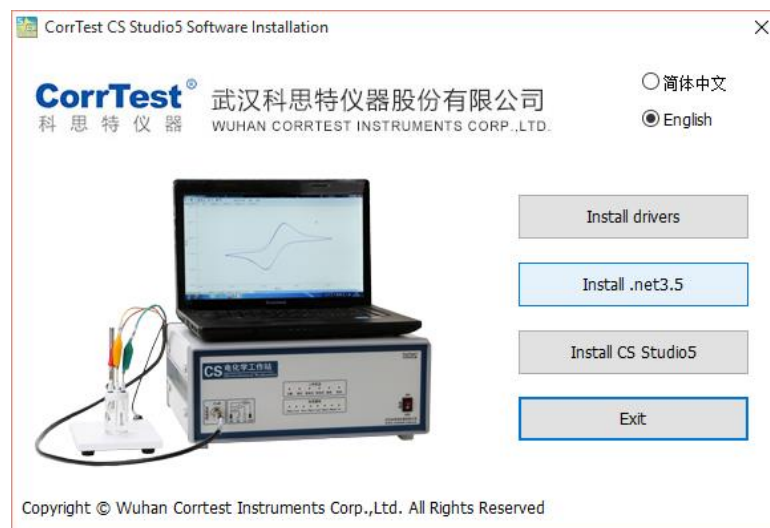 CorrTest CS Studio5 Software Installation
CorrTest®
科思特仪器
武汉科思特仪器股份有限公司
WUHAN CORRTEST INSTRUMENTS CORP.,LTD.
简体中文
English
Install drivers
Install .net3.5
Install CS Studio5
Exit
CS电化学工作站
Copyright © Wuhan Corrtest Instruments Corp.,Ltd. All Rights Reserved